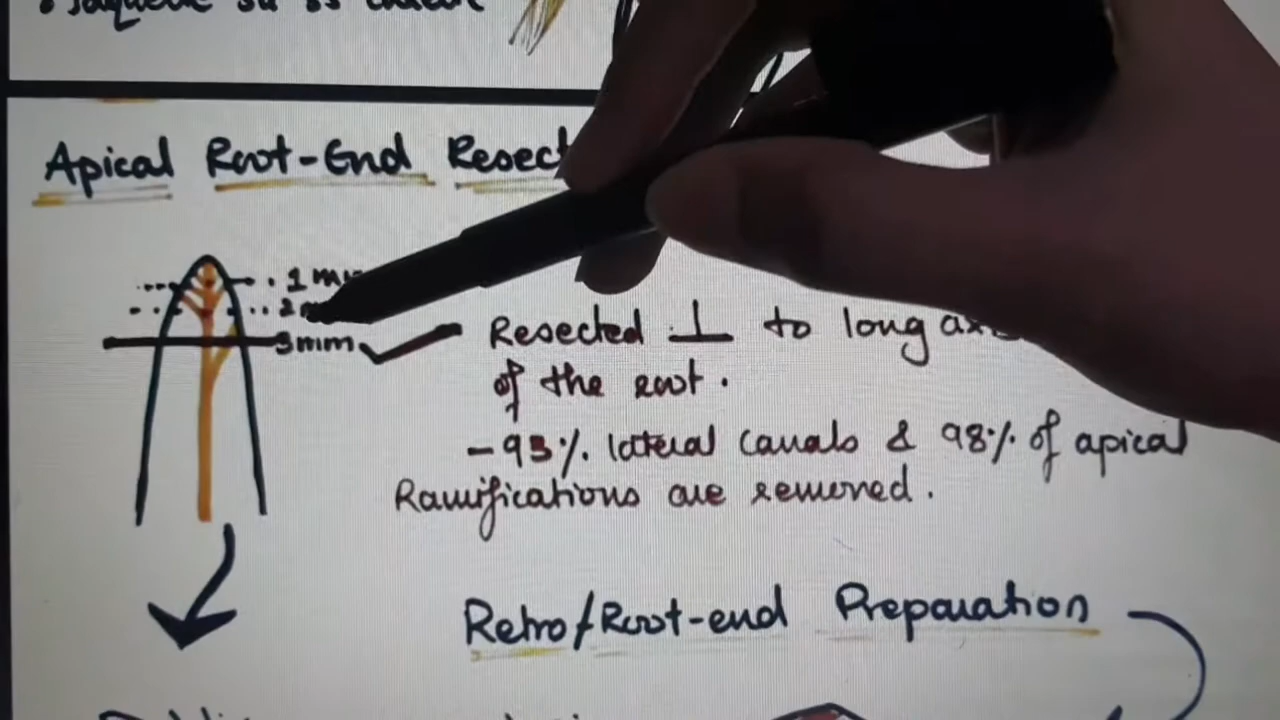 Apical Root-End Resect
1 m
2
3mm
Resected ⊥ to long ax
of the root.
- 93% lateral canals & 98% of apical
Ramifications are removed.
Retro/Root-end Preparation